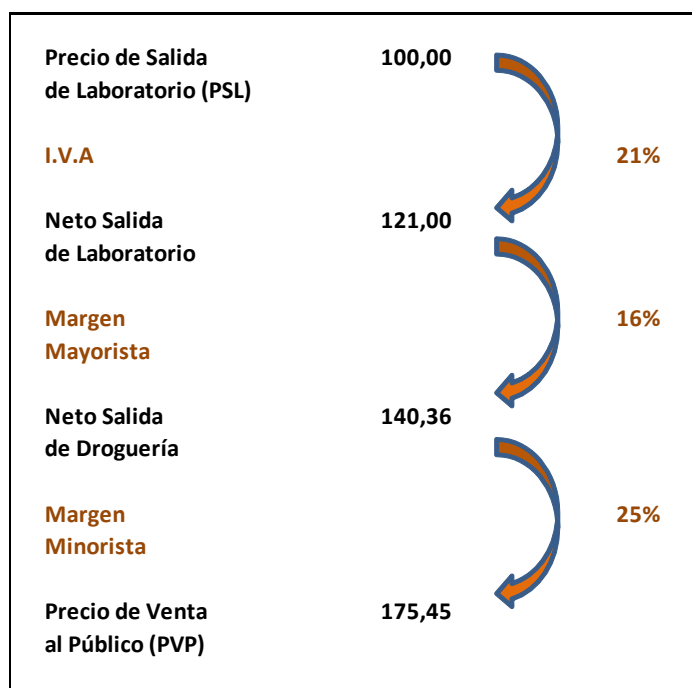 Precio de Salida 100,00
de Laboratorio (PSL)
I.V.A 21%
Neto Salida 121,00
de Laboratorio
Margen 16%
Mayorista
Neto Salida 140,36
de Droguería
Margen 25%
Minorista
Precio de Venta 175,45
al Público (PVP)